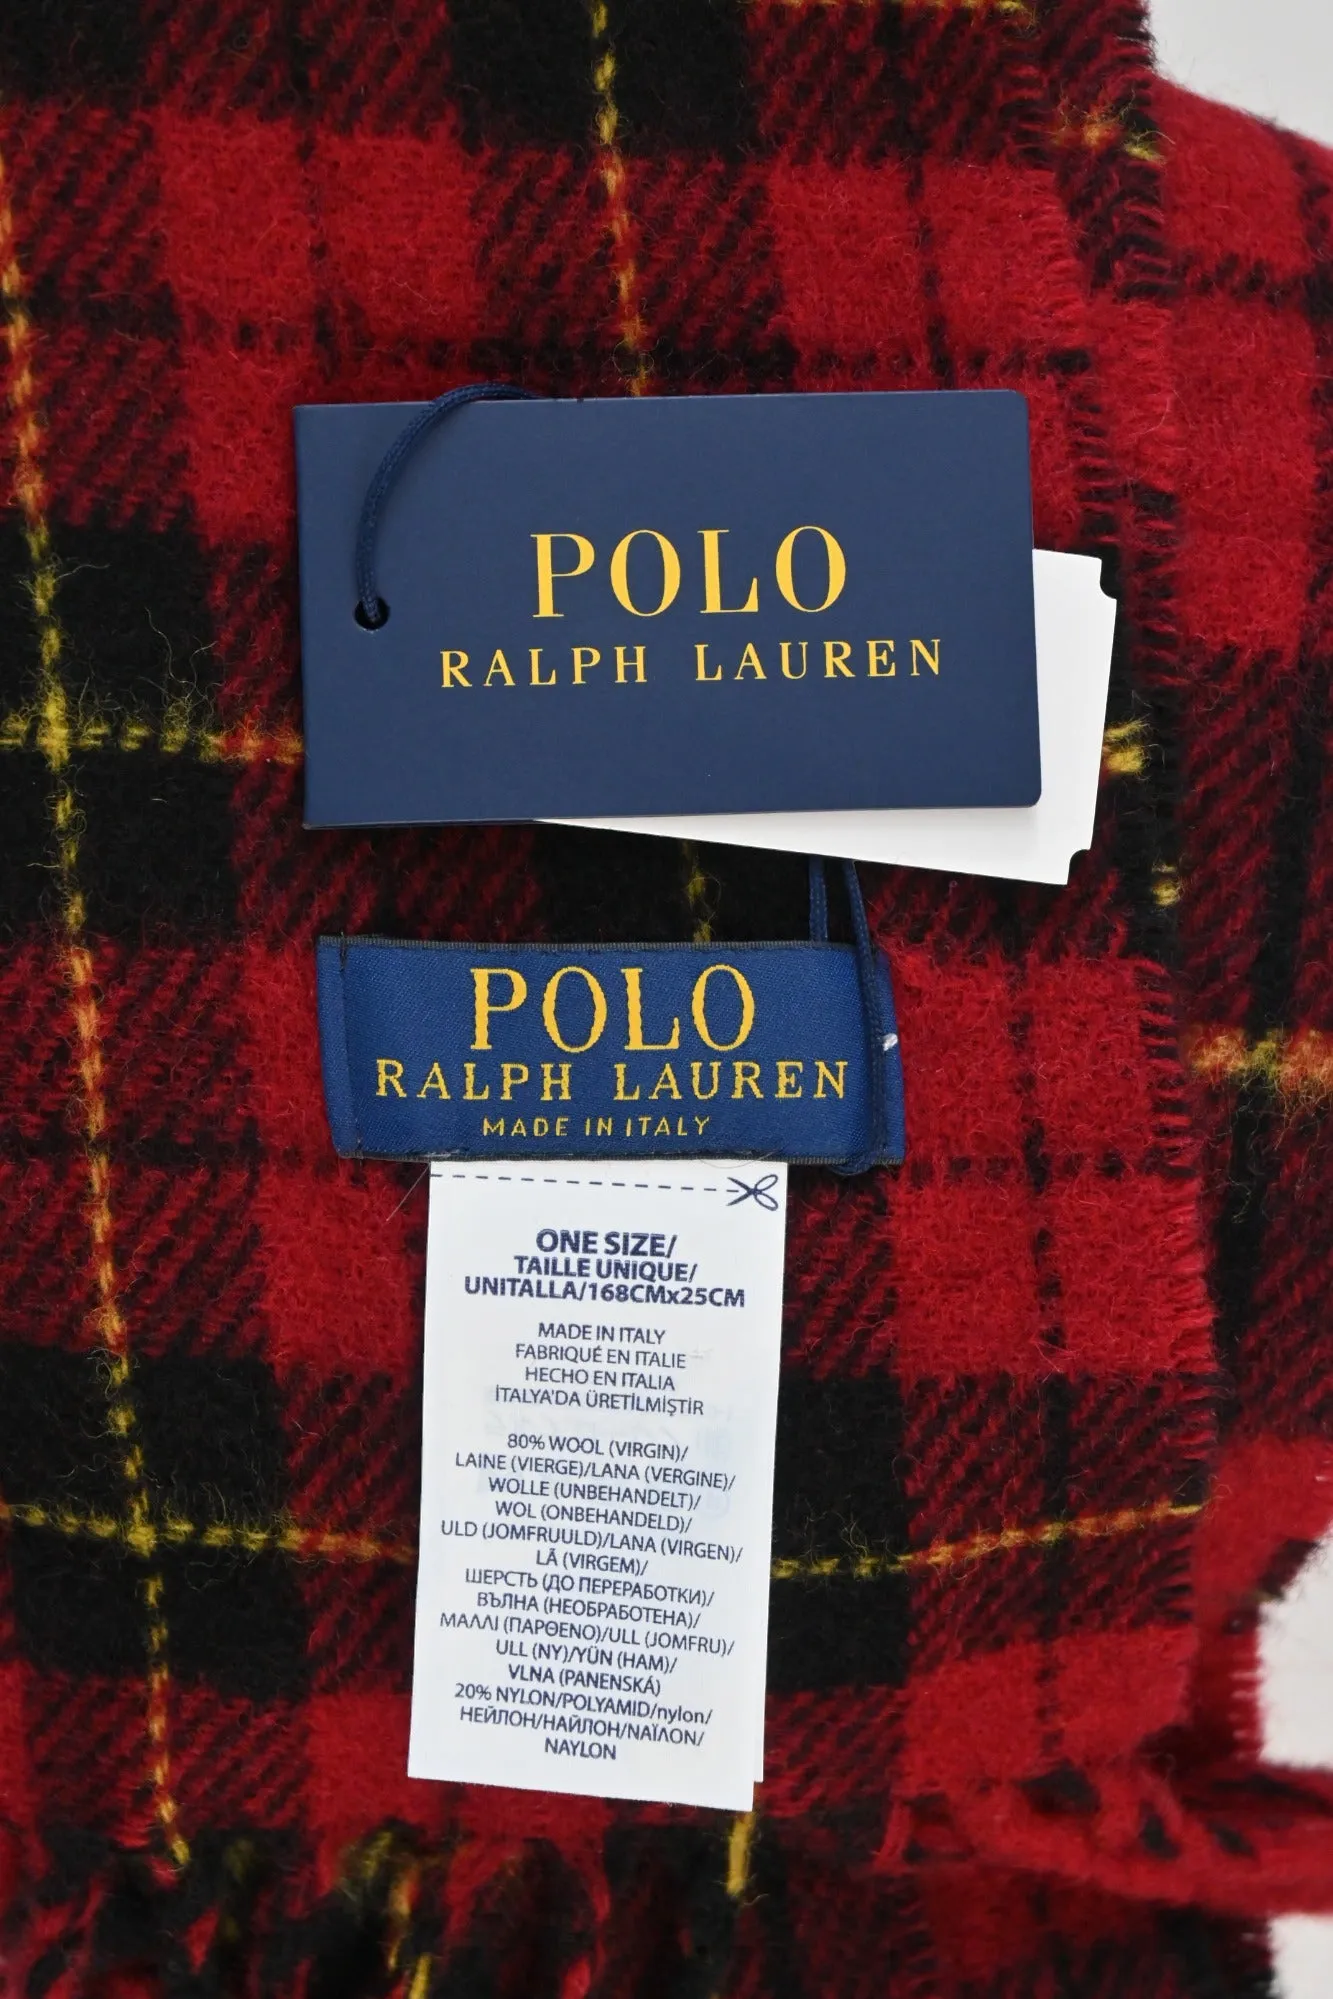 POLO
RALPH LAUREN
POLO
RALPH LAUREN
MADE IN ITALY
ONE SIZE/
TAILLE UNIQUE/
UNITALLA/168CMx25CM
MADE IN ITALY
FABRIQUÉ EN ITALIE
HECHO EN ITALIA
İTALYA'DA ÜRETİLMİŞTİR
80% WOOL (VIRGIN)/
LAINE (VIERGE)/LANA (VERGINE)/
WOLLE (UNBEHANDELT)/
WOL (ONBEHANDELD)/
ULD (JOMFRUULD)/LANA (VIRGEN)/
LÃ (VIRGEM)/
ШЕРСТЬ (ДО ПЕРЕРАБОТКИ)/
ВЪЛНА (НЕОБРАБОТЕНА)/
ΜΑΛΛΙ (ΠΑΡΘΕΝΟ)/ULL (JOMFRU)/
ULL (NY)/YÜN (HAM)/
VLNA (PANENSKÁ)
20% NYLON/POLYAMID/nylon/
НЕЙЛОН/НАЙЛОН/ΝΑΪΛΟΝ/
NAYLON